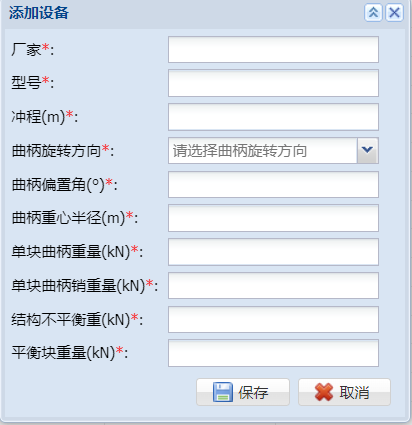 添加设备
厂家*:
型号*:
冲程(m)*:
曲柄旋转方向*: 请选择曲柄旋转方向
曲柄偏置角(º)*:
曲柄重心半径(m)*:
单块曲柄重量(kN)*:
单块曲柄销重量(kN)*:
结构不平衡重(kN)*:
平衡块重量(kN)*:
保存 取消